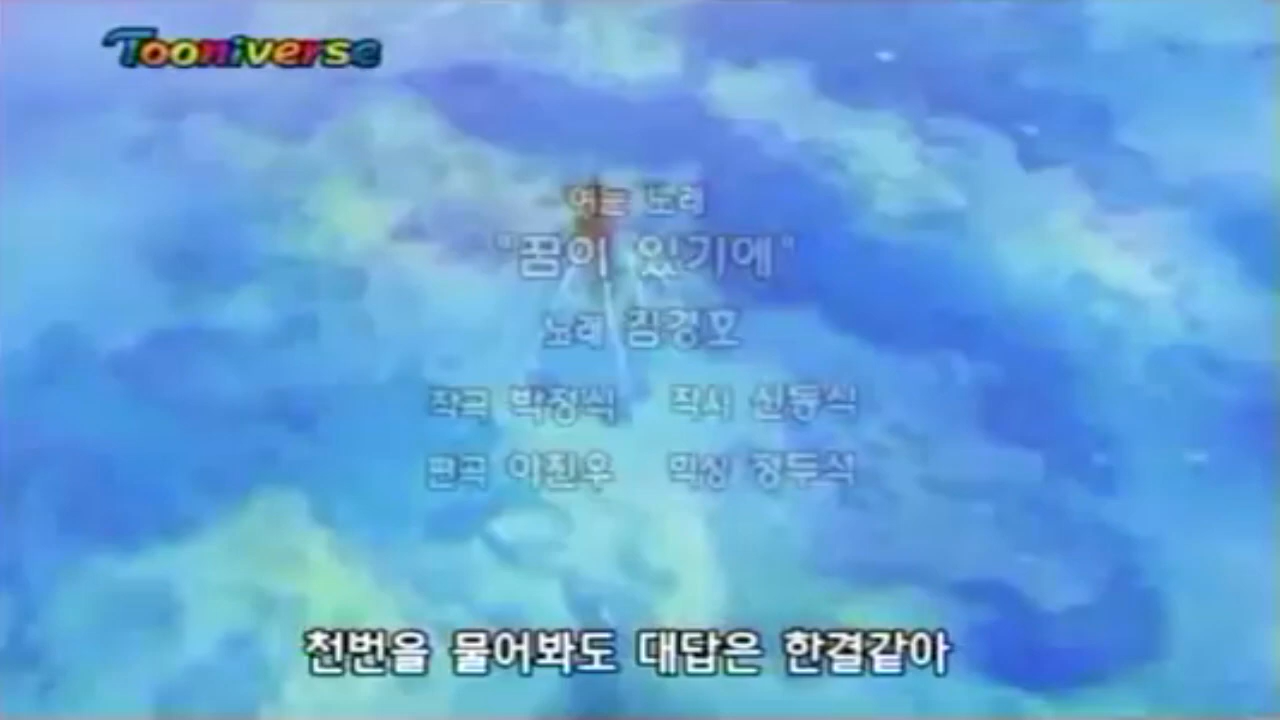 Tooniverse
여는 노래
"꿈이 있기에"
노래 김경호
작곡 박정식 작사 신동식
편곡 이진우 믹싱 정두석
천번을 물어봐도 대답은 한결같아